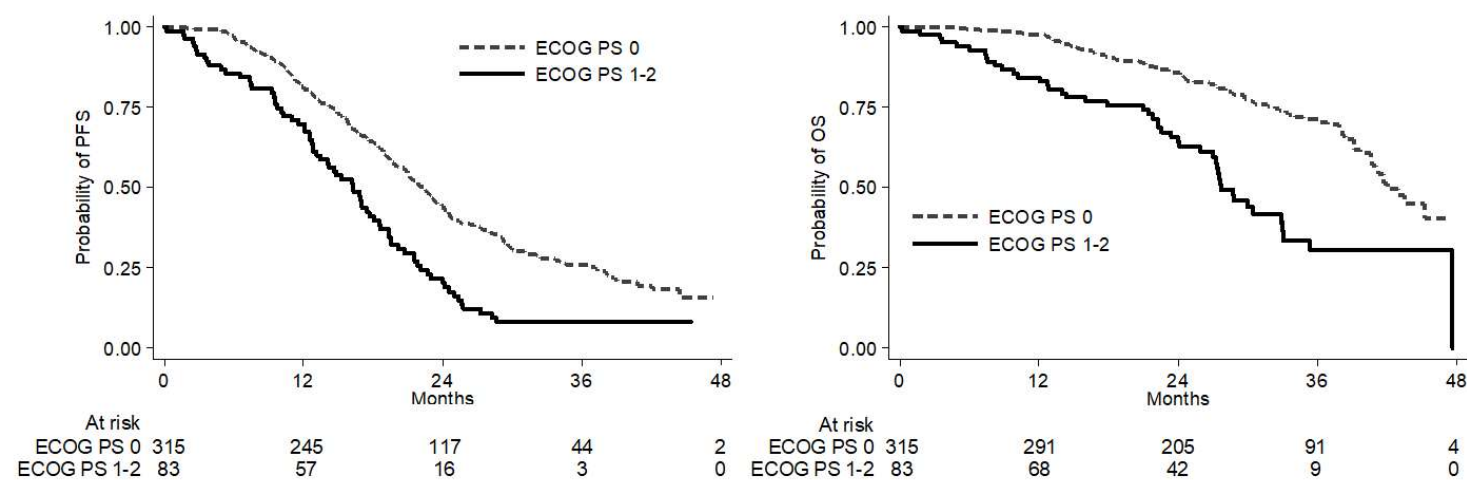 1.00
0.75
0.50
0.25
0.00
Probability of PFS
ECOG PS 0
ECOG PS 1-2
0 12 24 36 48
Months
At risk
ECOG PS 0 315 245 117 44 2
ECOG PS 1-2 83 57 16 3 0
1.00
0.75
0.50
0.25
0.00
Probability of OS
ECOG PS 0
ECOG PS 1-2
0 12 24 36 48
Months
At risk
ECOG PS 0 315 291 205 91 4
ECOG PS 1-2 83 68 42 9 0